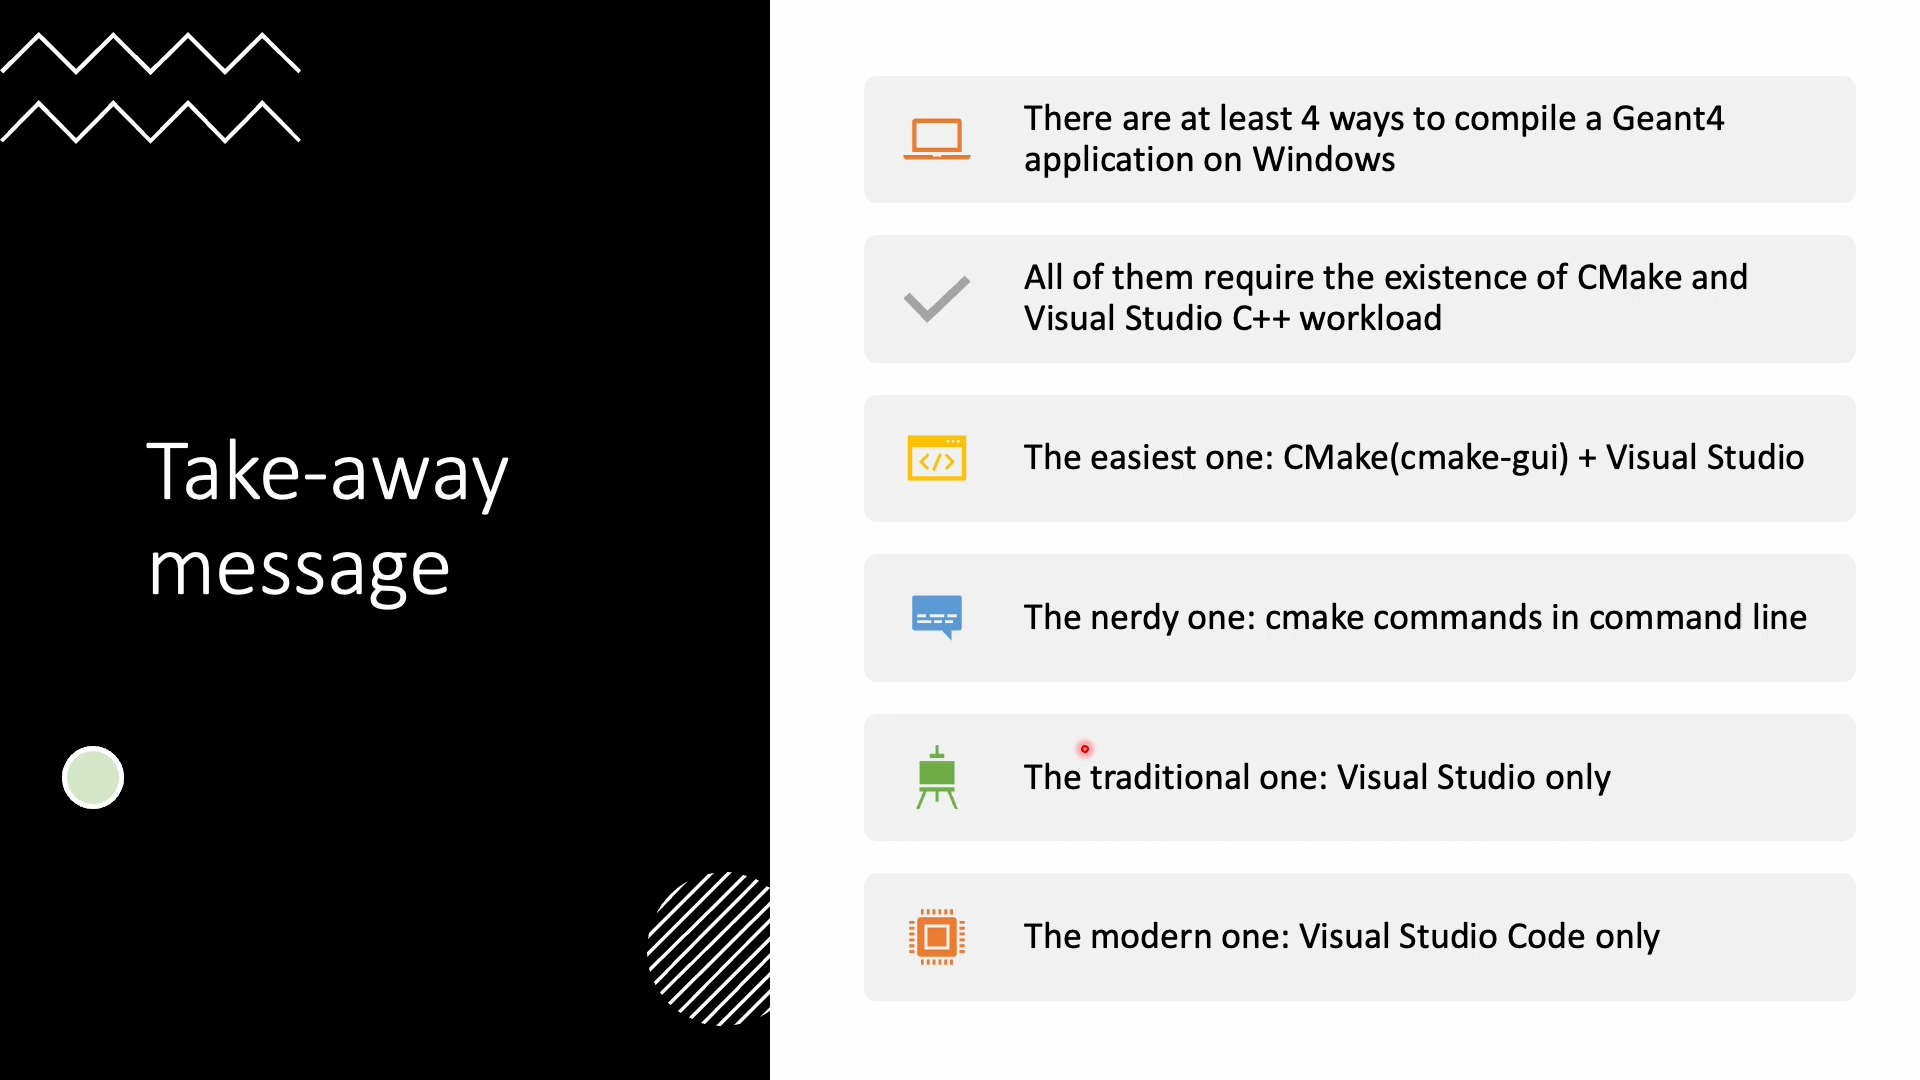 Take-away
message
There are at least 4 ways to compile a Geant4
application on Windows
All of them require the existence of CMake and
Visual Studio C++ workload
The easiest one: CMake(cmake-gui) + Visual Studio
The nerdy one: cmake commands in command line
The traditional one: Visual Studio only
The modern one: Visual Studio Code only